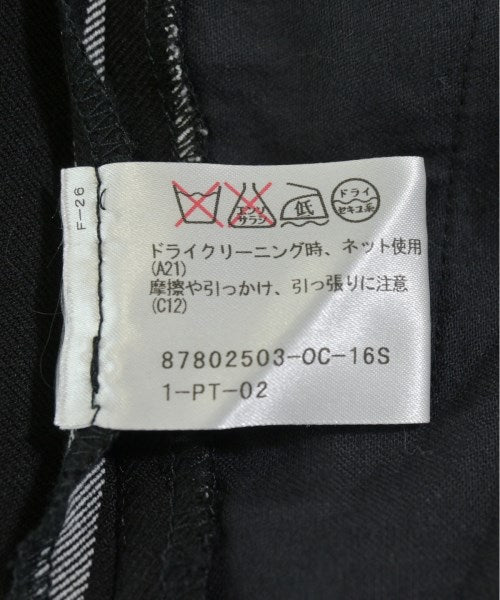 F-26
エンソ
サラシ
低
ドライ
セキユ系
ドライクリーニング時、ネット使用
(A21)
摩擦や引っかけ、引っ張りに注意
(C12)
87802503-OC-16S
1-PT-02